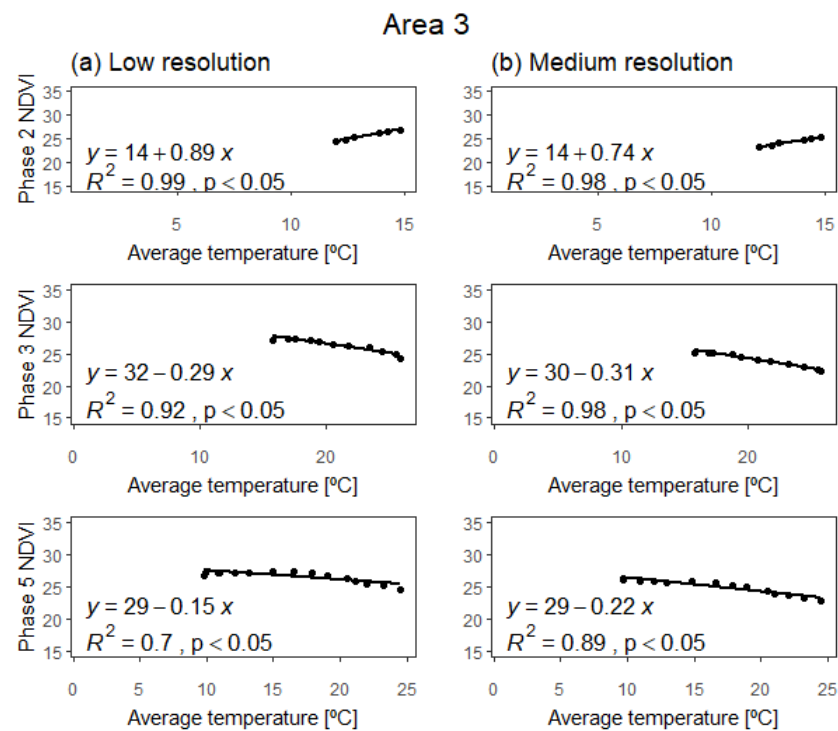 Area 3
(a) Low resolution
(b) Medium resolution
Phase 2 NDVI
35
30
25
20
15
y = 14 + 0.89 x
R² = 0.99 , p < 0.05
5 10 15
Average temperature [ºC]
35
30
25
20
15
y = 14 + 0.74 x
R² = 0.98 , p < 0.05
5 10 15
Average temperature [ºC]
Phase 3 NDVI
35
30
25
20
15
y = 32 − 0.29 x
R² = 0.92 , p < 0.05
0 10 20
Average temperature [ºC]
35
30
25
20
15
y = 30 − 0.31 x
R² = 0.98 , p < 0.05
0 10 20
Average temperature [ºC]
Phase 5 NDVI
35
30
25
20
15
y = 29 − 0.15 x
R² = 0.7 , p < 0.05
0 5 10 15 20 25
Average temperature [ºC]
35
30
25
20
15
y = 29 − 0.22 x
R² = 0.89 , p < 0.05
0 5 10 15 20 25
Average temperature [ºC]